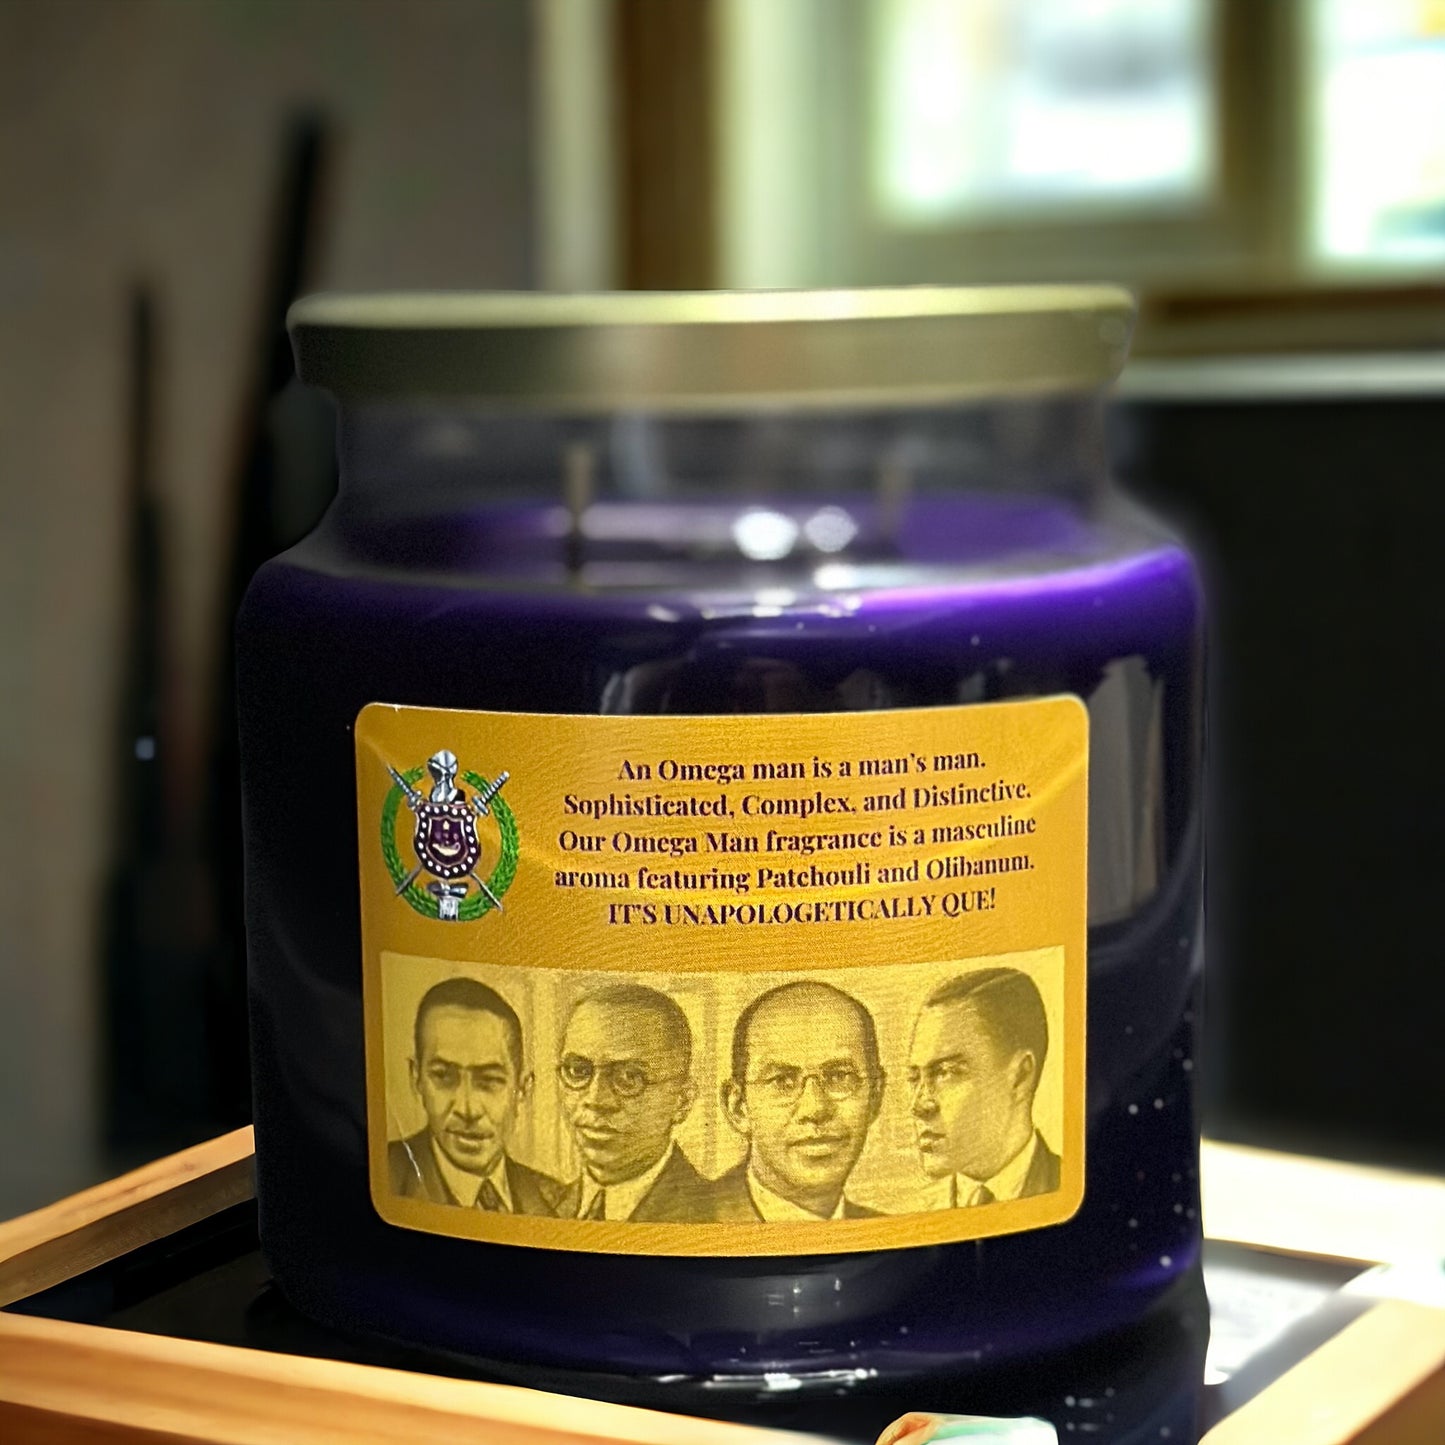 An Omega man is a man's man.
Sophisticated, Complex, and Distinctive.
Our Omega Man fragrance is a masculine
aroma featuring Patchouli and Olibanum.
IT'S UNAPOLOGETICALLY QUE!